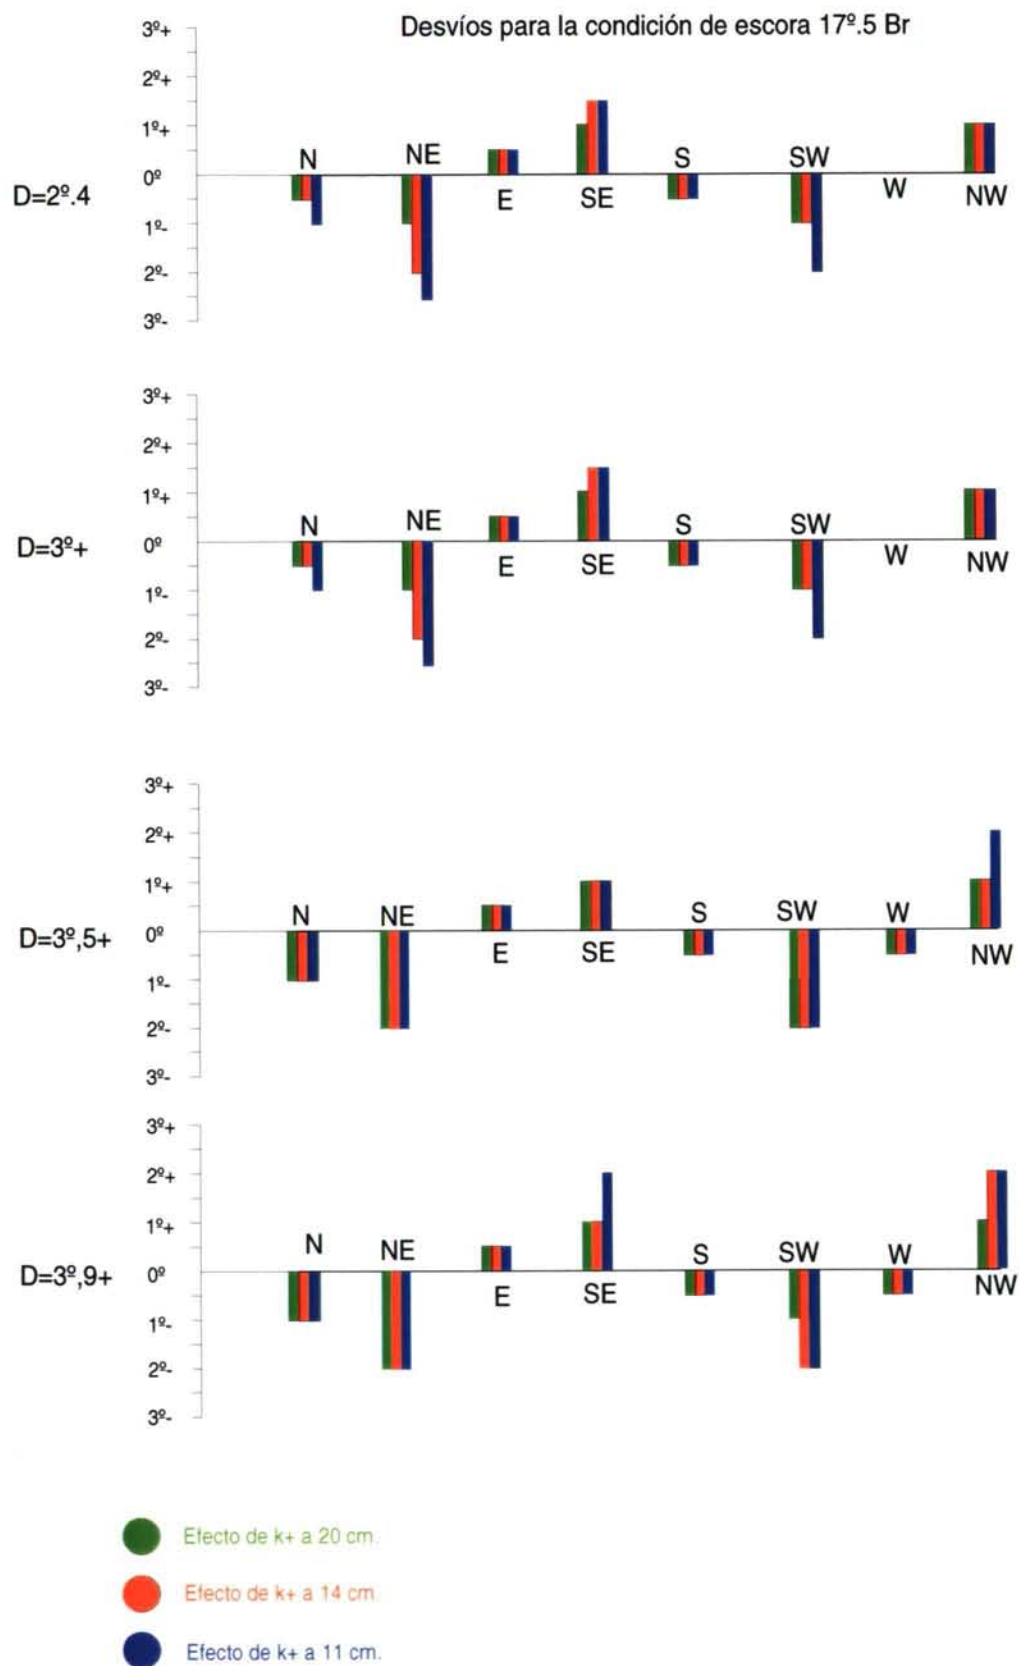 Desvíos para la condición de escora 17º.5 Br
3º+
2º+
1º+
N NE S SW
D=2º.4 0º
E SE W NW
1º-
2º-
3º-
3º+
2º+
1º+
N NE S SW
D=3º+ 0º
E SE W NW
1º-
2º-
3º-
3º+
2º+
1º+
N NE S SW W
D=3º,5+ 0º
E SE NW
1º-
2º-
3º-
3º+
2º+
1º+
N NE S SW W
D=3º,9+ 0º
E SE NW
1º-
2º-
3º-
Efecto de k+ a 20 cm.
Efecto de k+ a 14 cm.
Efecto de k+ a 11 cm.